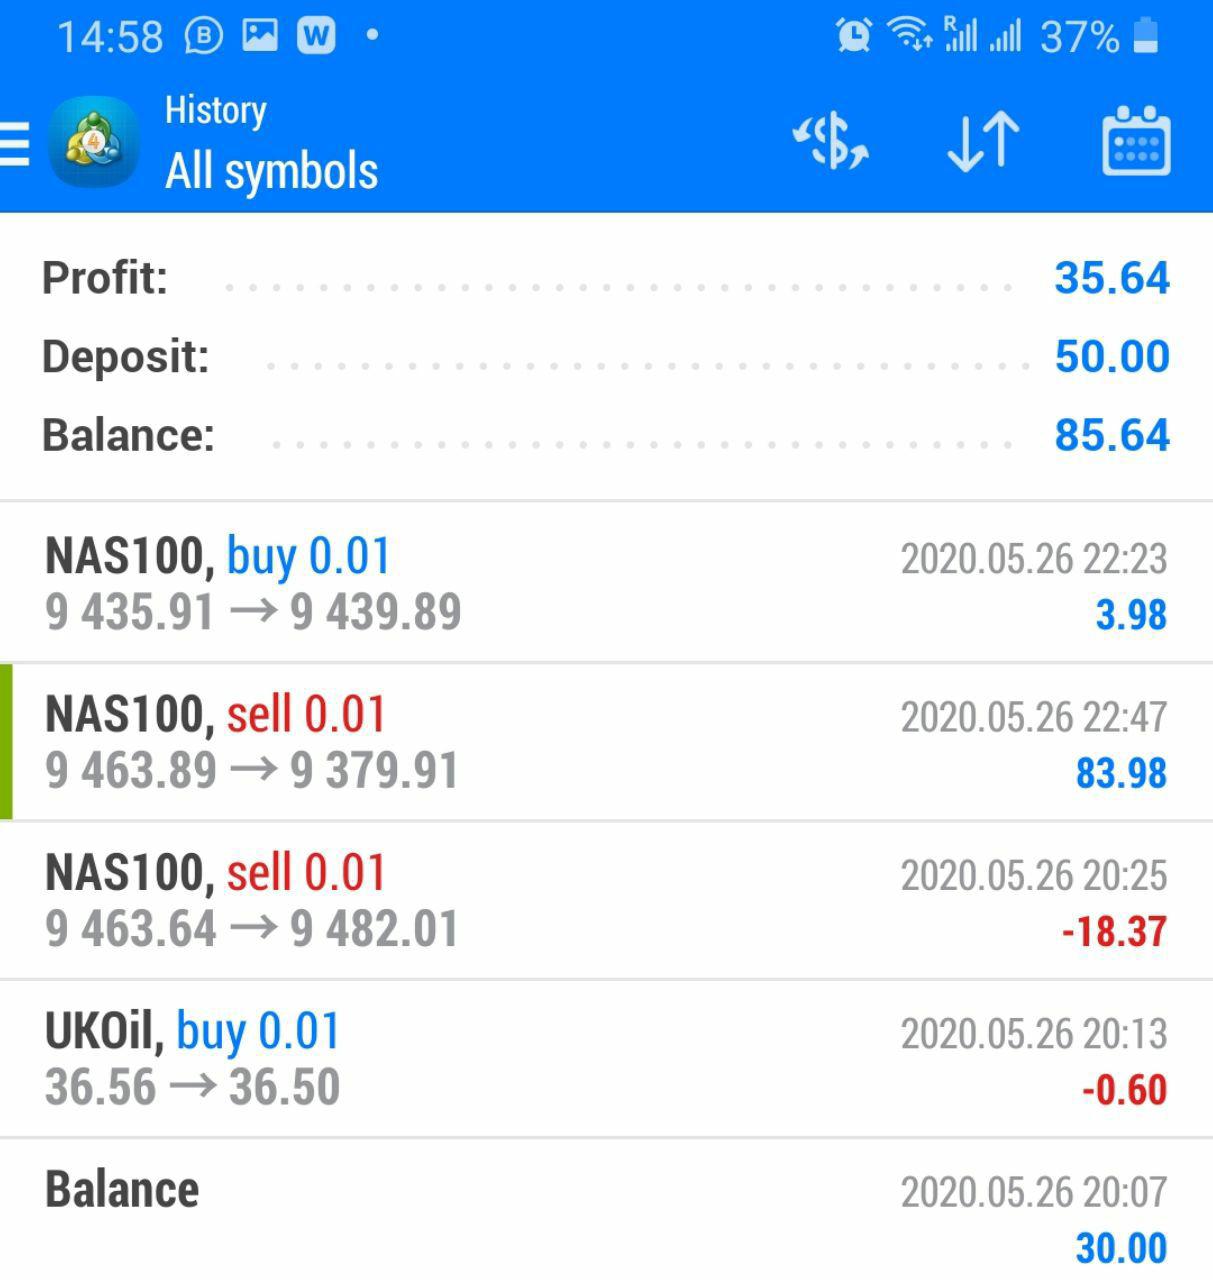 14:58 B W R 37%
History
4
All symbols
Profit: 35.64
Deposit: 50.00
Balance: 85.64
NAS100, buy 0.01 2020.05.26 22:23
9 435.91 → 9 439.89 3.98
NAS100, sell 0.01 2020.05.26 22:47
9 463.89 → 9 379.91 83.98
NAS100, sell 0.01 2020.05.26 20:25
9 463.64 → 9 482.01 -18.37
UKOil, buy 0.01 2020.05.26 20:13
36.56 → 36.50 -0.60
Balance 2020.05.26 20:07
30.00